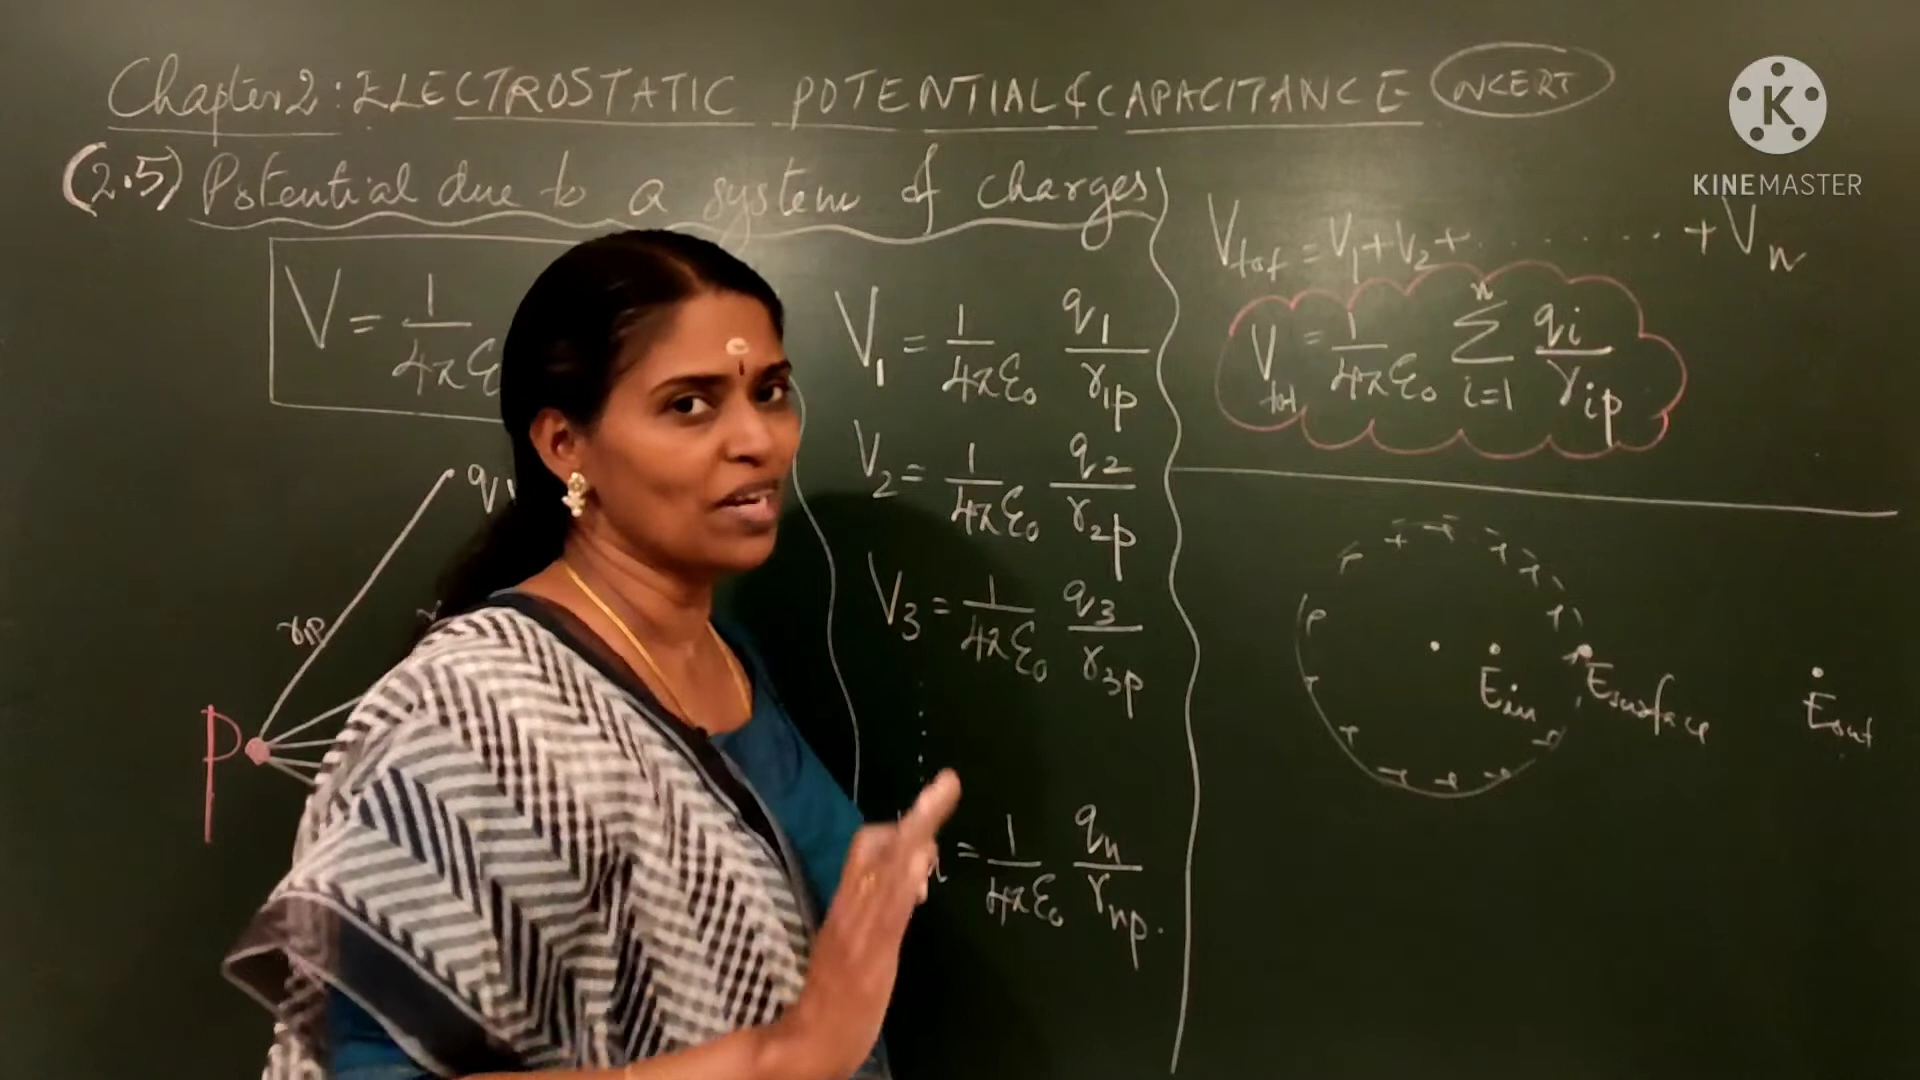 Chapter 2 : ELECTROSTATIC POTENTIAL & CAPACITANCE NCERT
(2.5) Potential due to a system of charges
V = 1/4πε
q1
r1P
P
V1 = 1/4πε0 q1/r1p
V2 = 1/4πε0 q2/r2p
V3 = 1/4πε0 q3/r3p
= 1/4πε0 qn/rnp.
Vtot = V1 + V2 + ........ + Vn
Vtot = 1/4πε0 Σ i=1 n qi/rip
Ein
Esurface
Eout
K
KINEMASTER